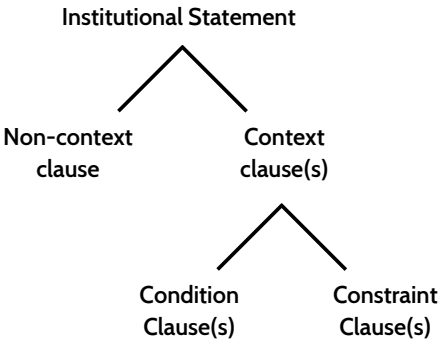 Institutional Statement
Non-context
clause
Context
clause(s)
Condition
Clause(s)
Constraint
Clause(s)